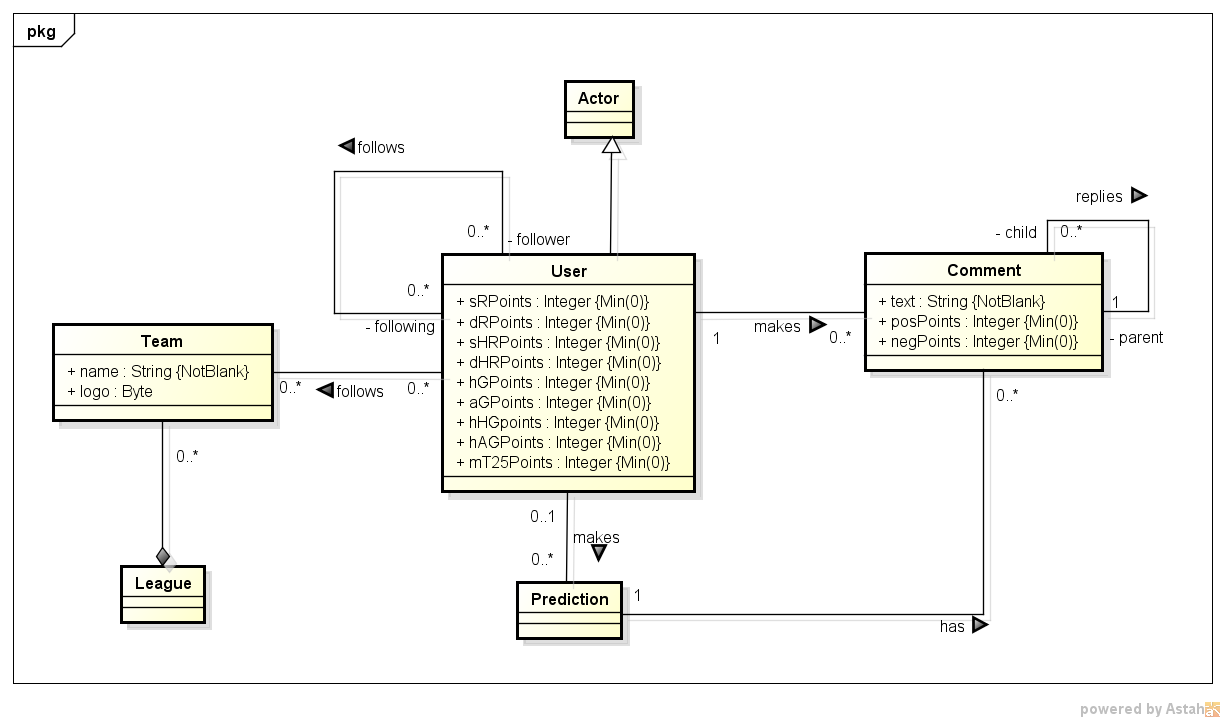 pkg
Actor
follows
0..*
- follower
0..*
- following
User
+ sRPoints : Integer {Min(0)}
+ dRPoints : Integer {Min(0)}
+ sHRPoints : Integer {Min(0)}
+ dHRPoints : Integer {Min(0)}
+ hGPoints : Integer {Min(0)}
+ aGPoints : Integer {Min(0)}
+ hHGpoints : Integer {Min(0)}
+ hAGPoints : Integer {Min(0)}
+ mT25Points : Integer {Min(0)}
replies
- child
0..*
Comment
+ text : String {NotBlank}
+ posPoints : Integer {Min(0)}
+ negPoints : Integer {Min(0)}
1
- parent
makes
1
0..*
Team
+ name : String {NotBlank}
+ logo : Byte
0..*
follows
0..*
0..*
0..*
League
0..1
makes
0..*
Prediction
1
has
powered by Astah